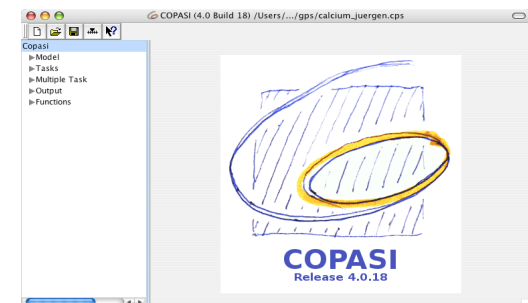 COPASI (4.0 Build 18) /Users/.../gps/calcium_juergen.cps
Copasi
Model
Tasks
Multiple Task
Output
Functions
COPASI
Release 4.0.18